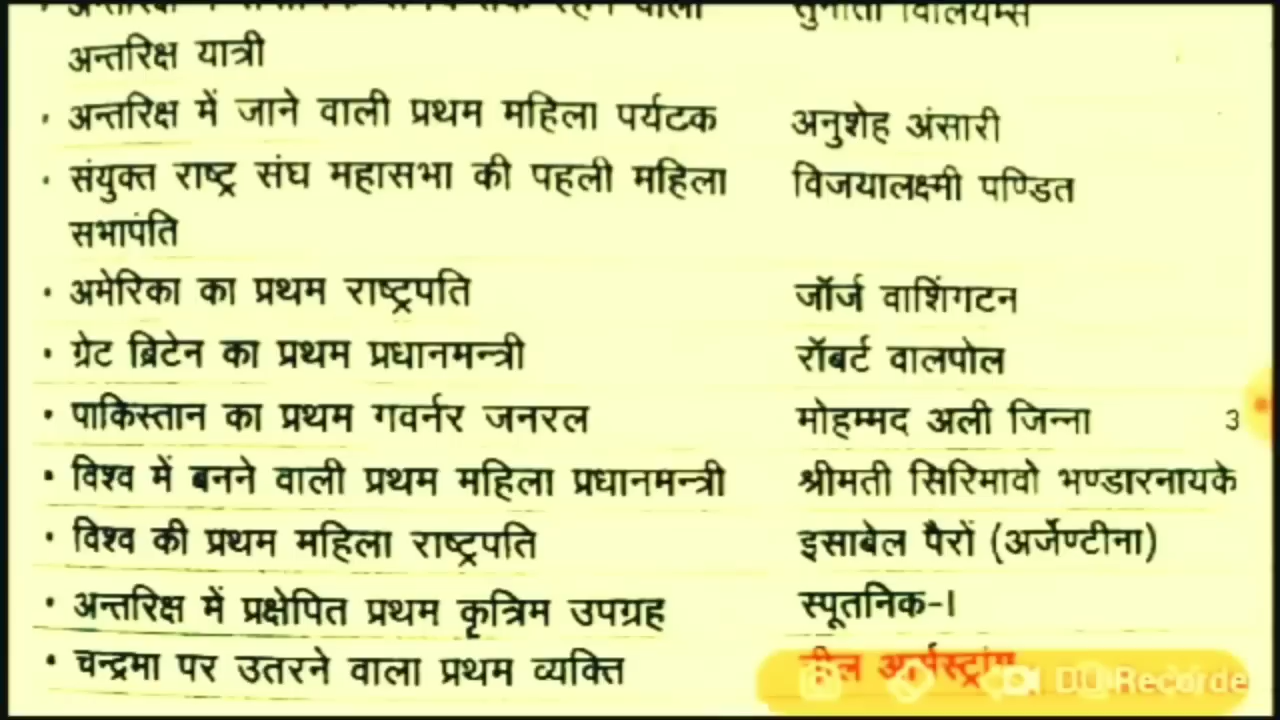 अन्तरिक्ष यात्री
अन्तरिक्ष में जाने वाली प्रथम महिला पर्यटक अनुशेह अंसारी
संयुक्त राष्ट्र संघ महासभा की पहली महिला विजयालक्ष्मी पण्डित
सभापति
अमेरिका का प्रथम राष्ट्रपति जॉर्ज वाशिंगटन
ग्रेट ब्रिटेन का प्रथम प्रधानमन्त्री रॉबर्ट वालपोल
पाकिस्तान का प्रथम गवर्नर जनरल मोहम्मद अली जिन्ना 3
विश्व में बनने वाली प्रथम महिला प्रधानमन्त्री श्रीमती सिरिमावो भण्डारनायके
विश्व की प्रथम महिला राष्ट्रपति इसाबेल पैरों (अर्जेण्टीना)
अन्तरिक्ष में प्रक्षेपित प्रथम कृत्रिम उपग्रह स्पूतनिक-I
चन्द्रमा पर उतरने वाला प्रथम व्यक्ति